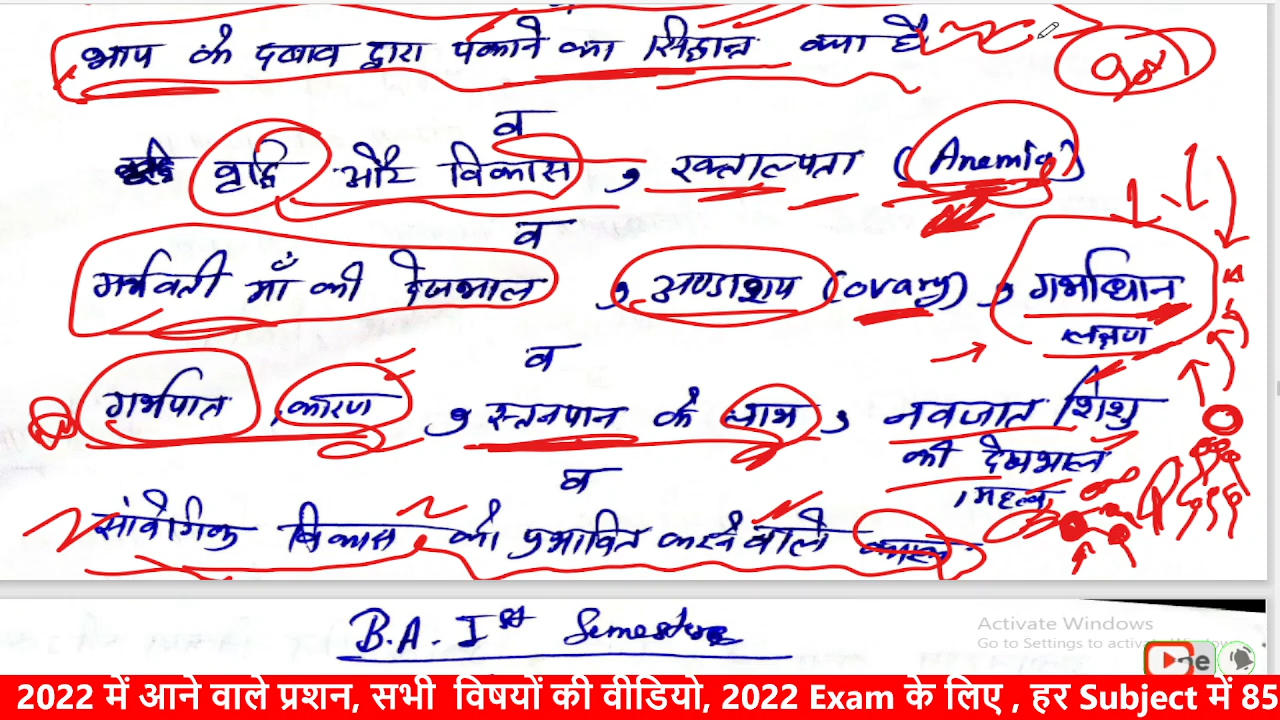 भाप के दबाव द्वारा पकाने का सिद्धान्त क्या है
व
वृद्धि और विकास , रक्ताल्पता (Anemia)
व
गर्भवती माँ की देखभाल , अण्डाशय (ovary) , गर्भाधान
लक्षण
व
गर्भपात , कारण , स्तनपान के लाभ , नवजात शिशु
की देखभाल
, महत्व
व
सांवेगिक विकास को प्रभावित करने वाले कारक
B.A. Ist Semester
Activate Windows
Go to Settings to activate Windows.
2022 में आने वाले प्रशन, सभी विषयों की वीडियो, 2022 Exam के लिए , हर Subject में 85